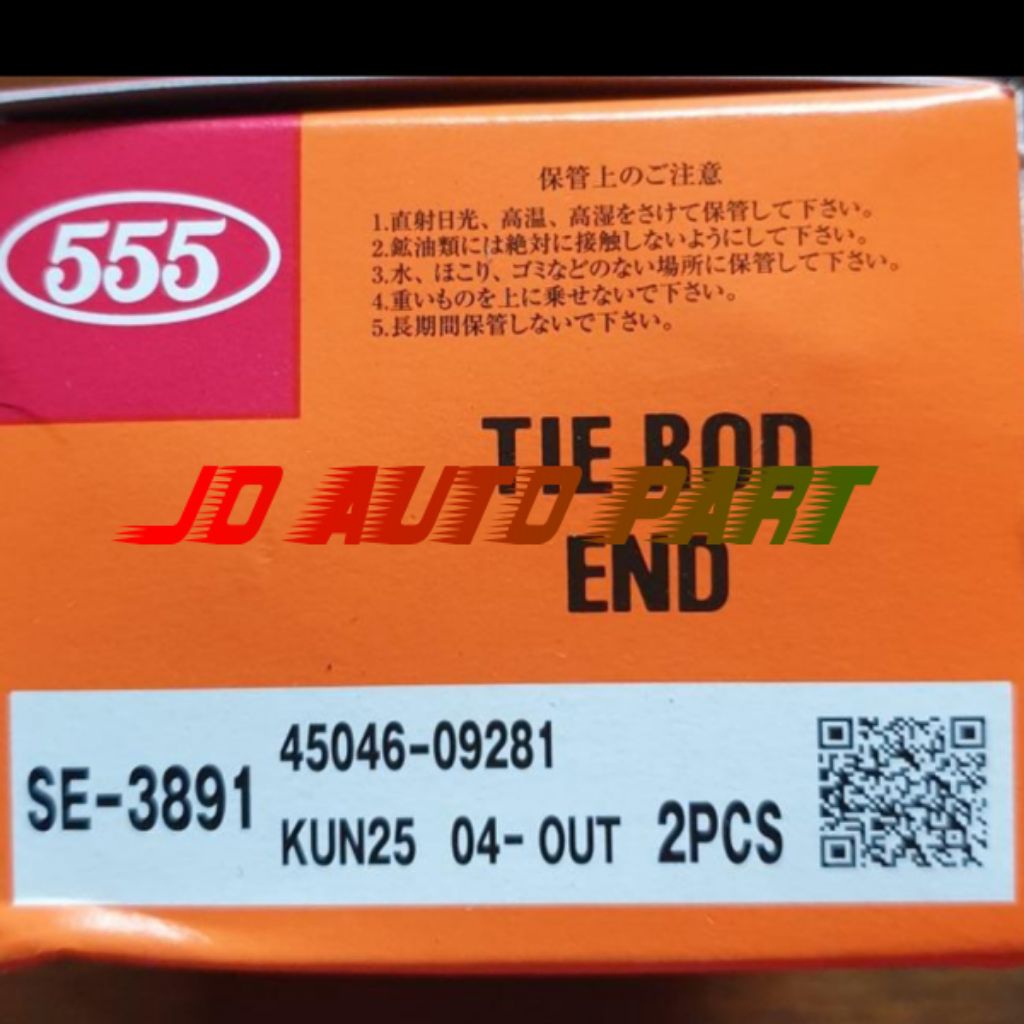 555
保管上のご注意
1.直射日光、高温、高湿をさけて保管して下さい。
2.鉱油類には絶対に接触しないようにして下さい。
3.水、ほこり、ゴミなどのない場所に保管して下さい。
4.重いものを上に乗せないで下さい。
5.長期間保管しないで下さい。
TIE ROD
JD AUTO PART
END
SE-3891
45046-09281
KUN25 04- OUT 2PCS